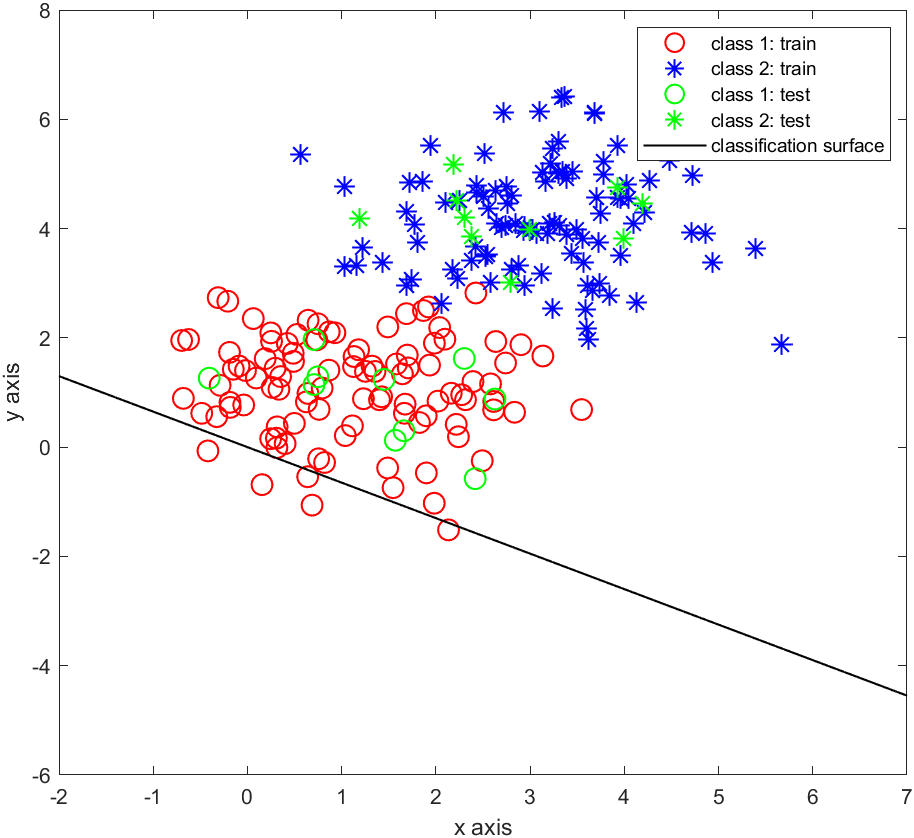 8
6
4
2
0
-2
-4
-6
y axis
class 1: train
class 2: train
class 1: test
class 2: test
classification surface
-2 -1 0 1 2 3 4 5 6 7
x axis